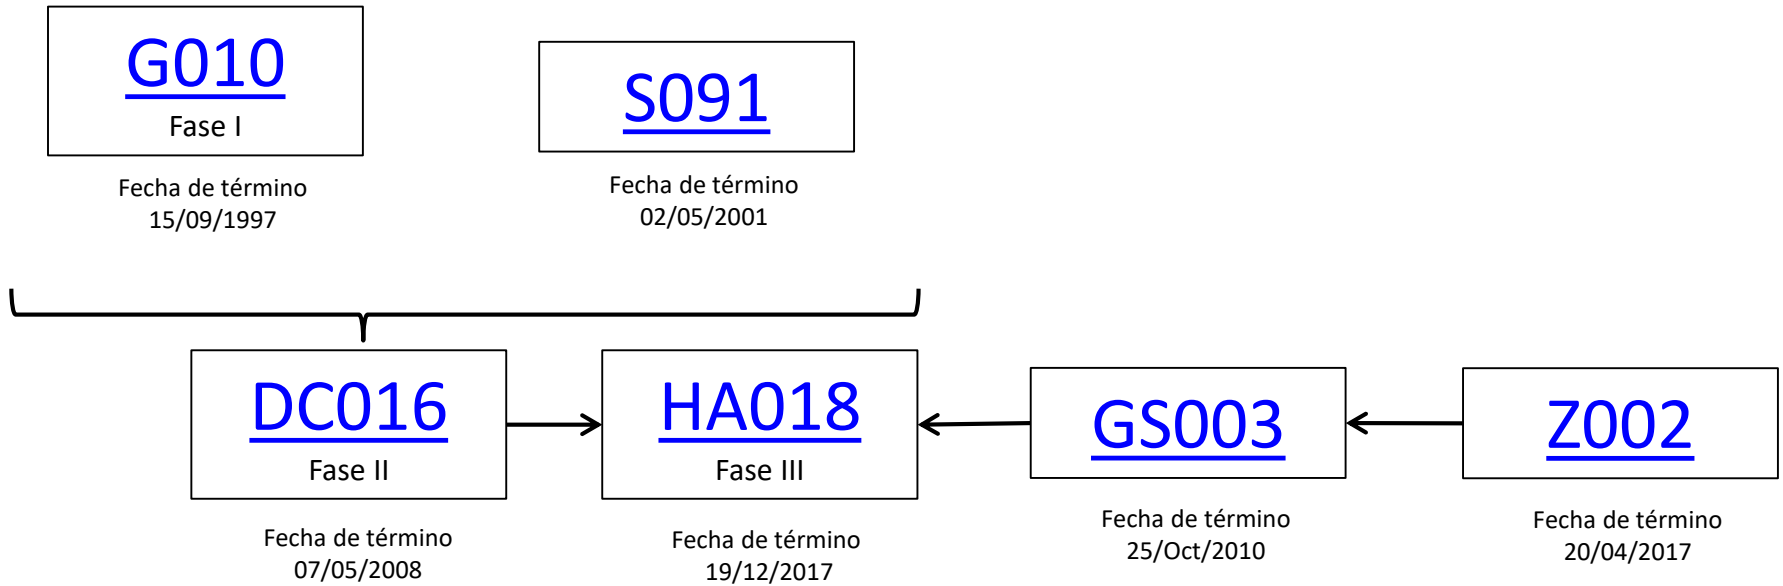 G010
Fase I
Fecha de término
15/09/1997
S091
Fecha de término
02/05/2001
DC016
Fase II
Fecha de término
07/05/2008
HA018
Fase III
Fecha de término
19/12/2017
GS003
Fecha de término
25/Oct/2010
Z002
Fecha de término
20/04/2017